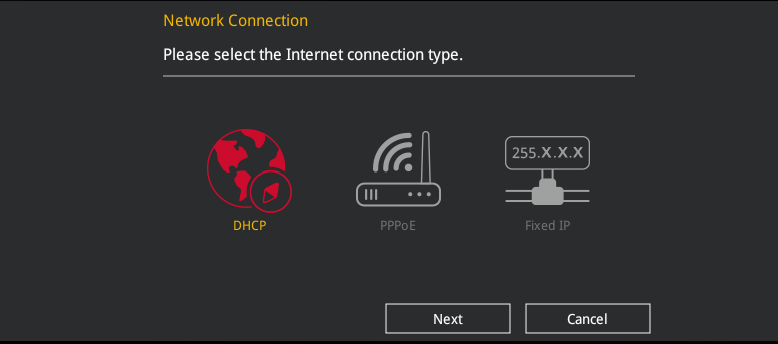 Network Connection
Please select the Internet connection type.
255.X.X.X
DHCP
PPPoE
Fixed IP
Next
Cancel